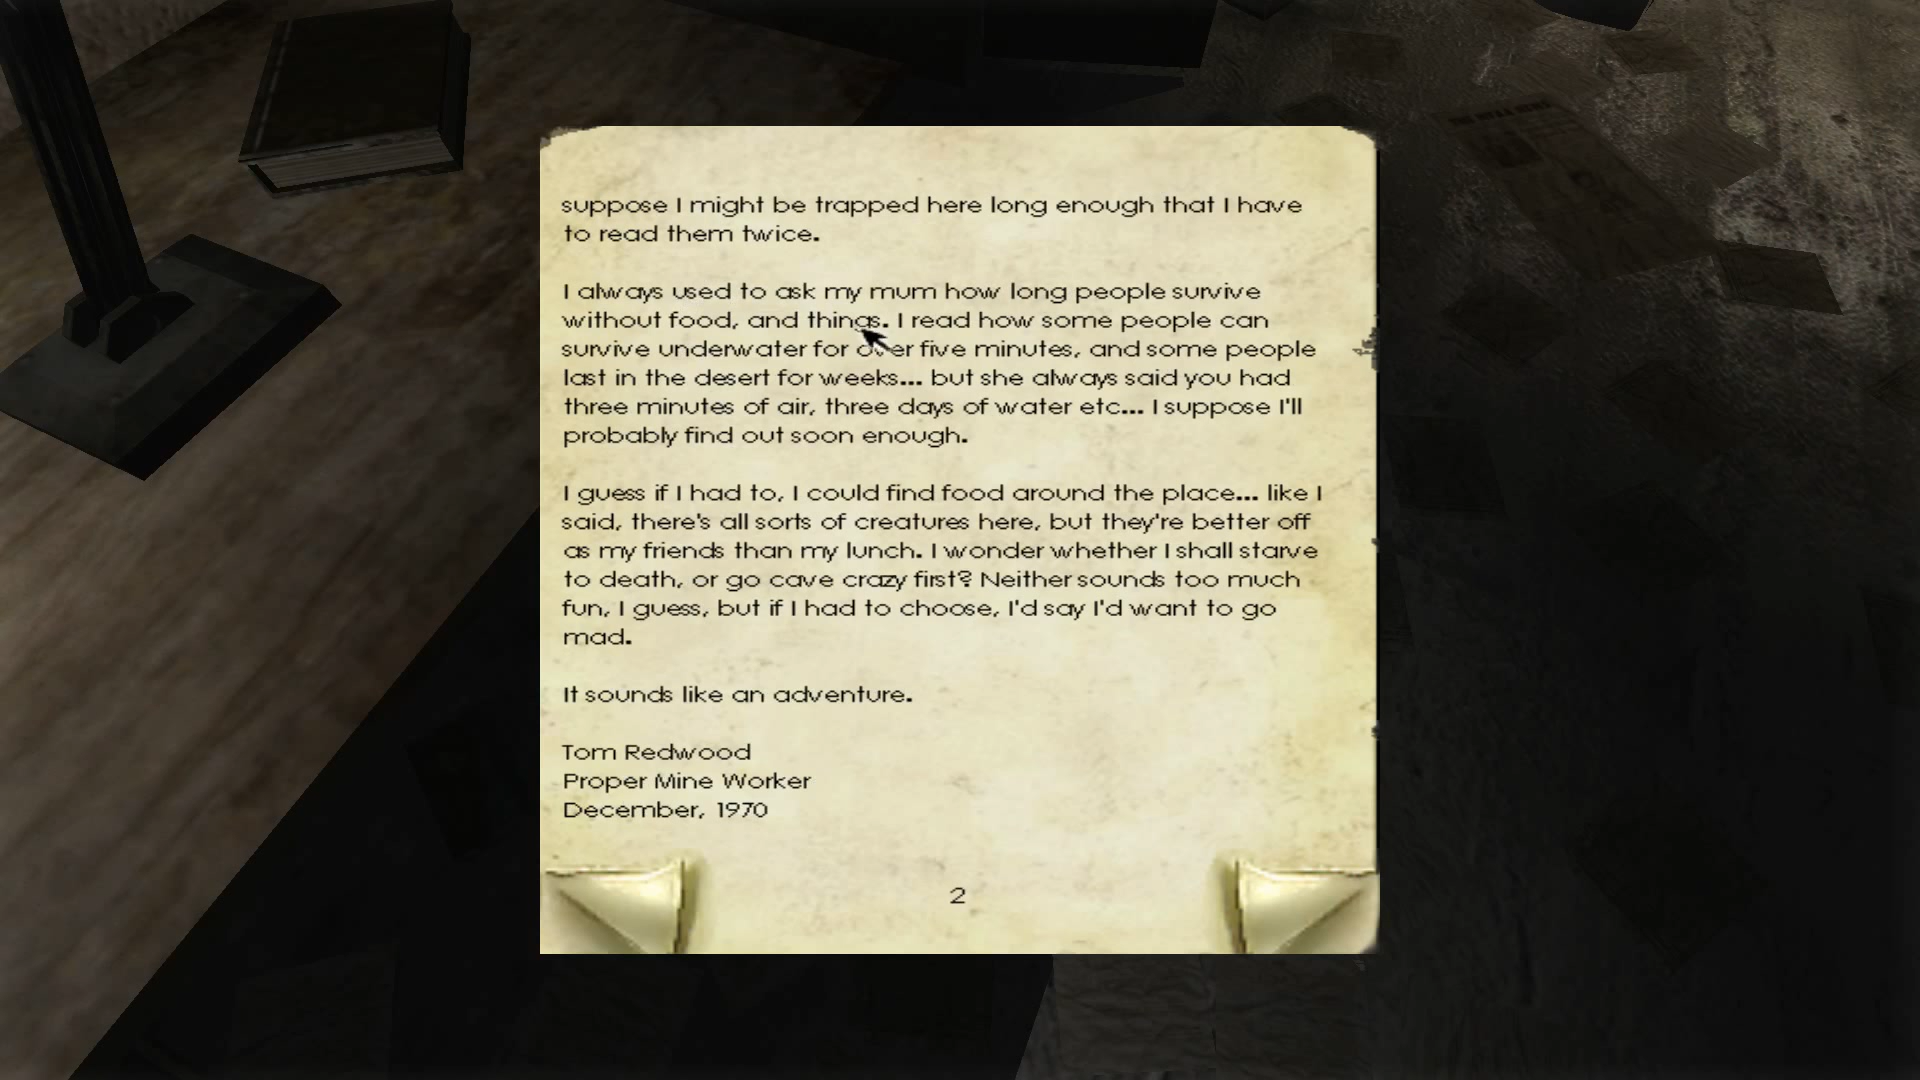 suppose I might be trapped here long enough that I have
to read them twice.
I always used to ask my mum how long people survive
without food, and things. I read how some people can
survive underwater for over five minutes, and some people
last in the desert for weeks... but she always said you had
three minutes of air, three days of water etc... I suppose I'll
probably find out soon enough.
I guess if I had to, I could find food around the place... like I
said, there's all sorts of creatures here, but they're better off
as my friends than my lunch. I wonder whether I shall starve
to death, or go cave crazy first? Neither sounds too much
fun, I guess, but if I had to choose, I'd say I'd want to go
mad.
It sounds like an adventure.
Tom Redwood
Proper Mine Worker
December, 1970
2